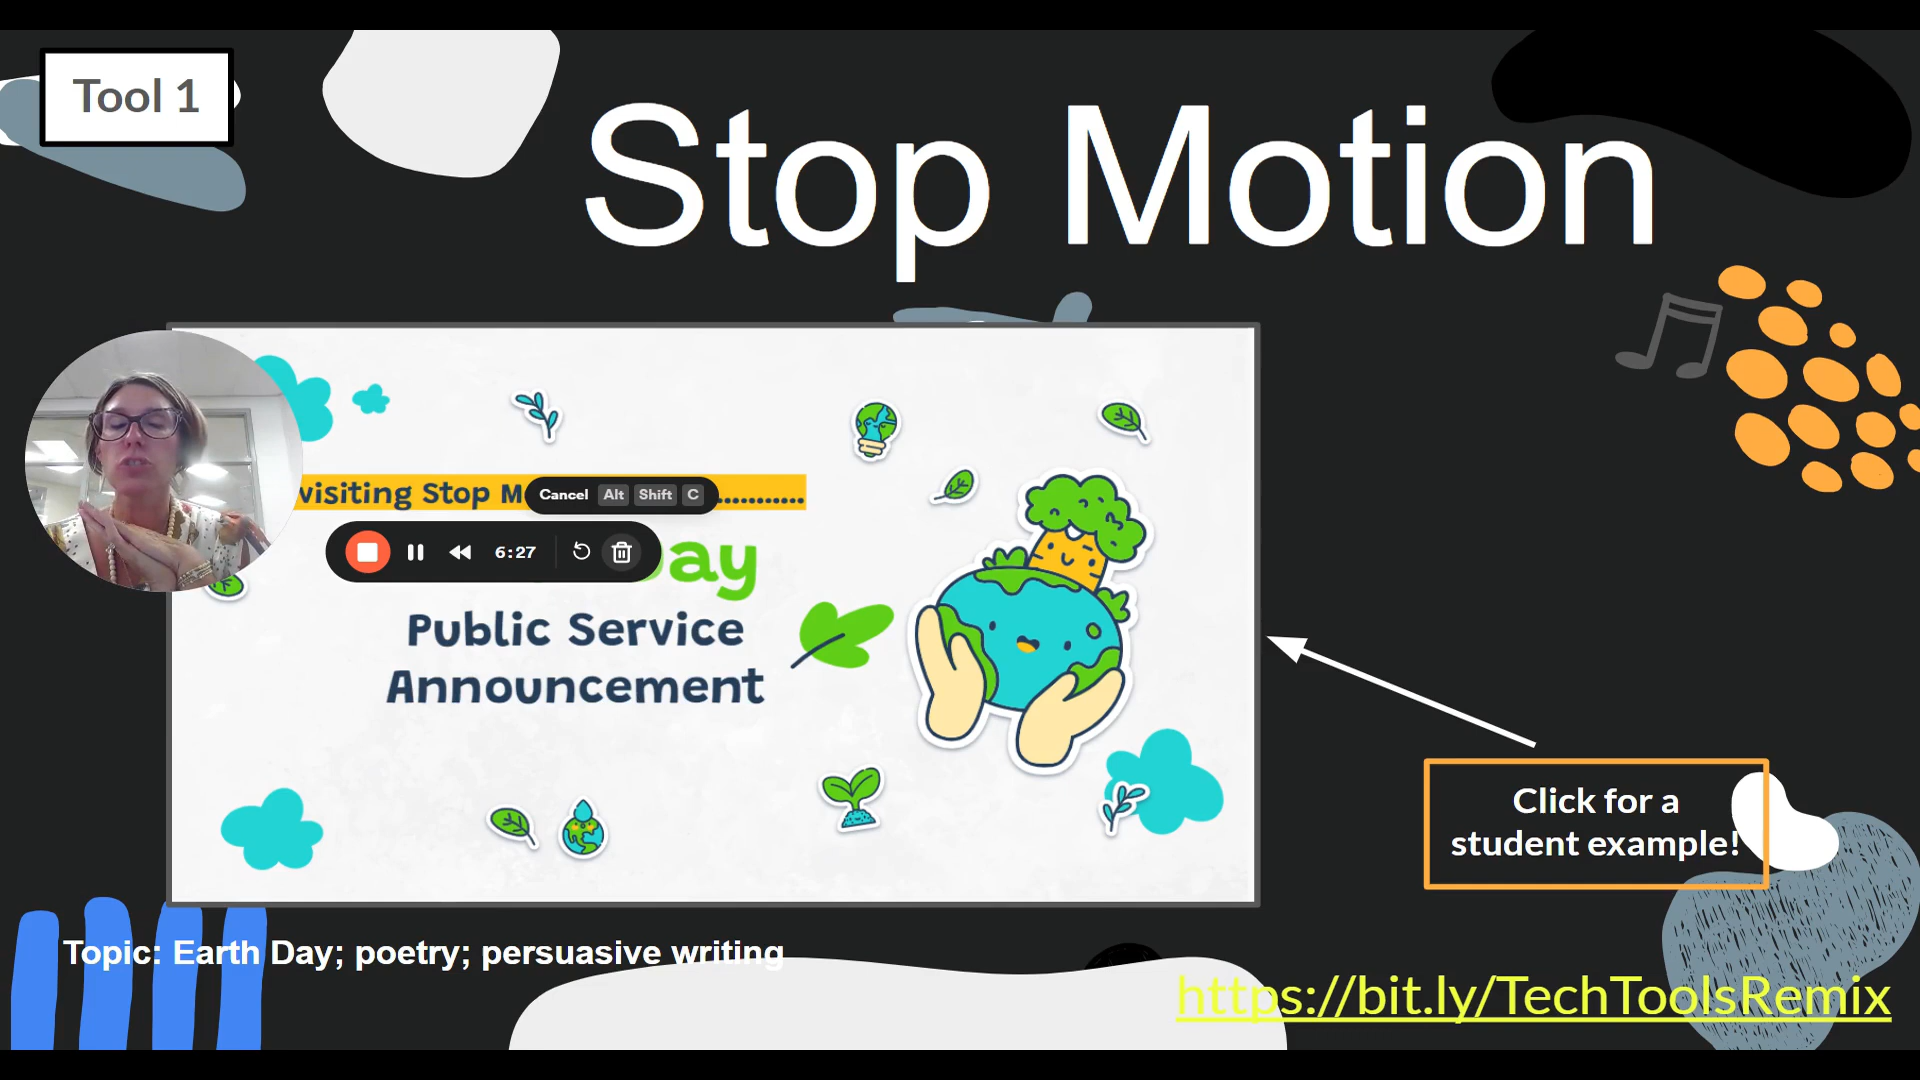 Tool 1
Stop Motion
visiting Stop M...........
Cancel Alt Shift C
6:27
ay
Public Service
Announcement
Click for a
student example!
Topic: Earth Day; poetry; persuasive writing
https://bit.ly/TechToolsRemix